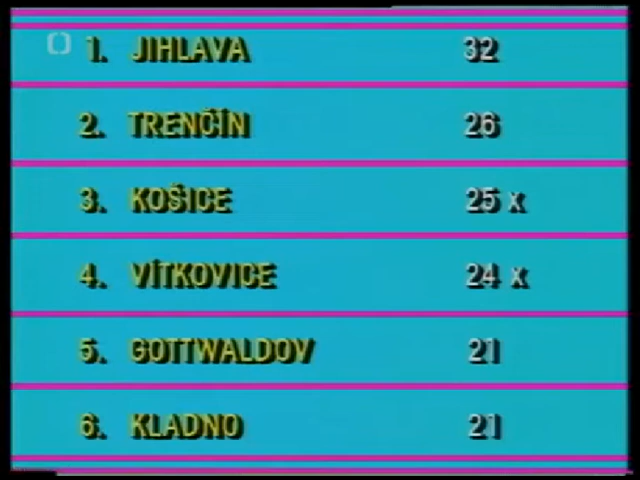 1. JIHLAVA 32
2. TRENČÍN 26
3. KOŠICE 25 x
4. VÍTKOVICE 24 x
5. GOTTWALDOV 21
6. KLADNO 21